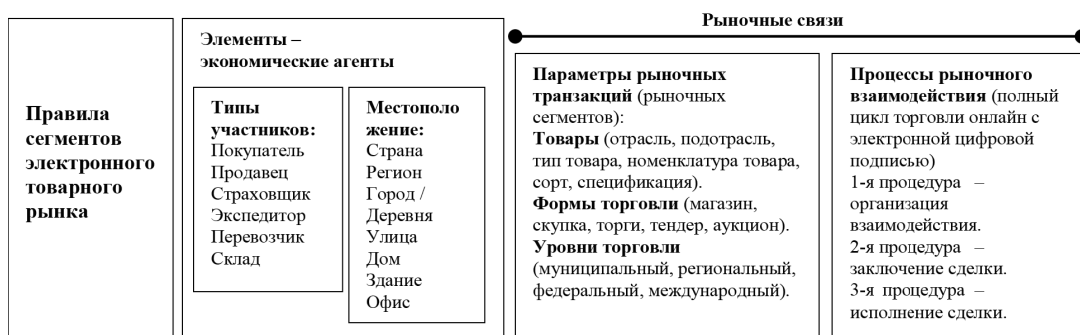 Рыночные связи
Правила
сегментов
электронного
товарного
рынка
Элементы –
экономические агенты
Типы
участников:
Покупатель
Продавец
Страховщик
Экспедитор
Перевозчик
Склад
Местополо
жение:
Страна
Регион
Город /
Деревня
Улица
Дом
Здание
Офис
Параметры рыночных
транзакций (рыночных
сегментов):
Товары (отрасль, подотрасль,
тип товара, номенклатура товара,
сорт, спецификация).
Формы торговли (магазин,
скупка, торги, тендер, аукцион).
Уровни торговли
(муниципальный, региональный,
федеральный, международный).
Процессы рыночного
взаимодействия (полный
цикл торговли онлайн с
электронной цифровой
подписью)
1-я процедура –
организация
взаимодействия.
2-я процедура –
заключение сделки.
3-я процедура –
исполнение сделки.